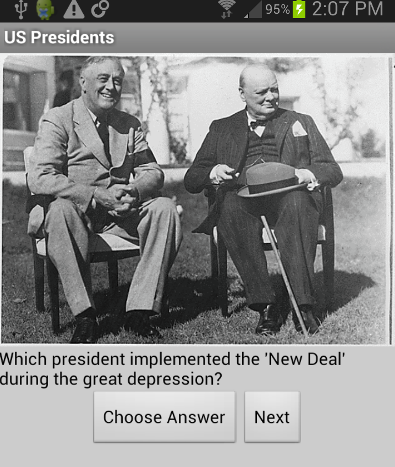 95% 2:07 PM
US Presidents
Which president implemented the 'New Deal'
during the great depression?
Choose Answer Next